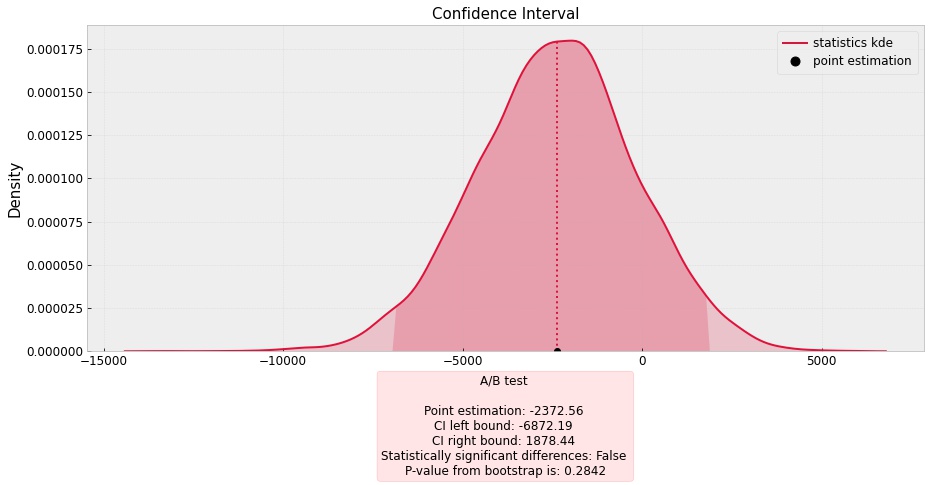 Confidence Interval
statistics kde
point estimation
Density
0.000175
0.000150
0.000125
0.000100
0.000075
0.000050
0.000025
0.000000
−15000 −10000 −5000 0 5000
A/B test
Point estimation: -2372.56
CI left bound: -6872.19
CI right bound: 1878.44
Statistically significant differences: False
P-value from bootstrap is: 0.2842